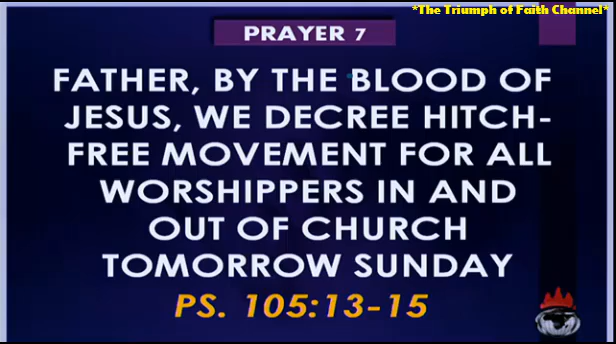 *The Triumph of Faith Channel*
PRAYER 7
FATHER, BY THE BLOOD OF
JESUS, WE DECREE HITCH-
FREE MOVEMENT FOR ALL
WORSHIPPERS IN AND
OUT OF CHURCH
TOMORROW SUNDAY
PS. 105:13-15